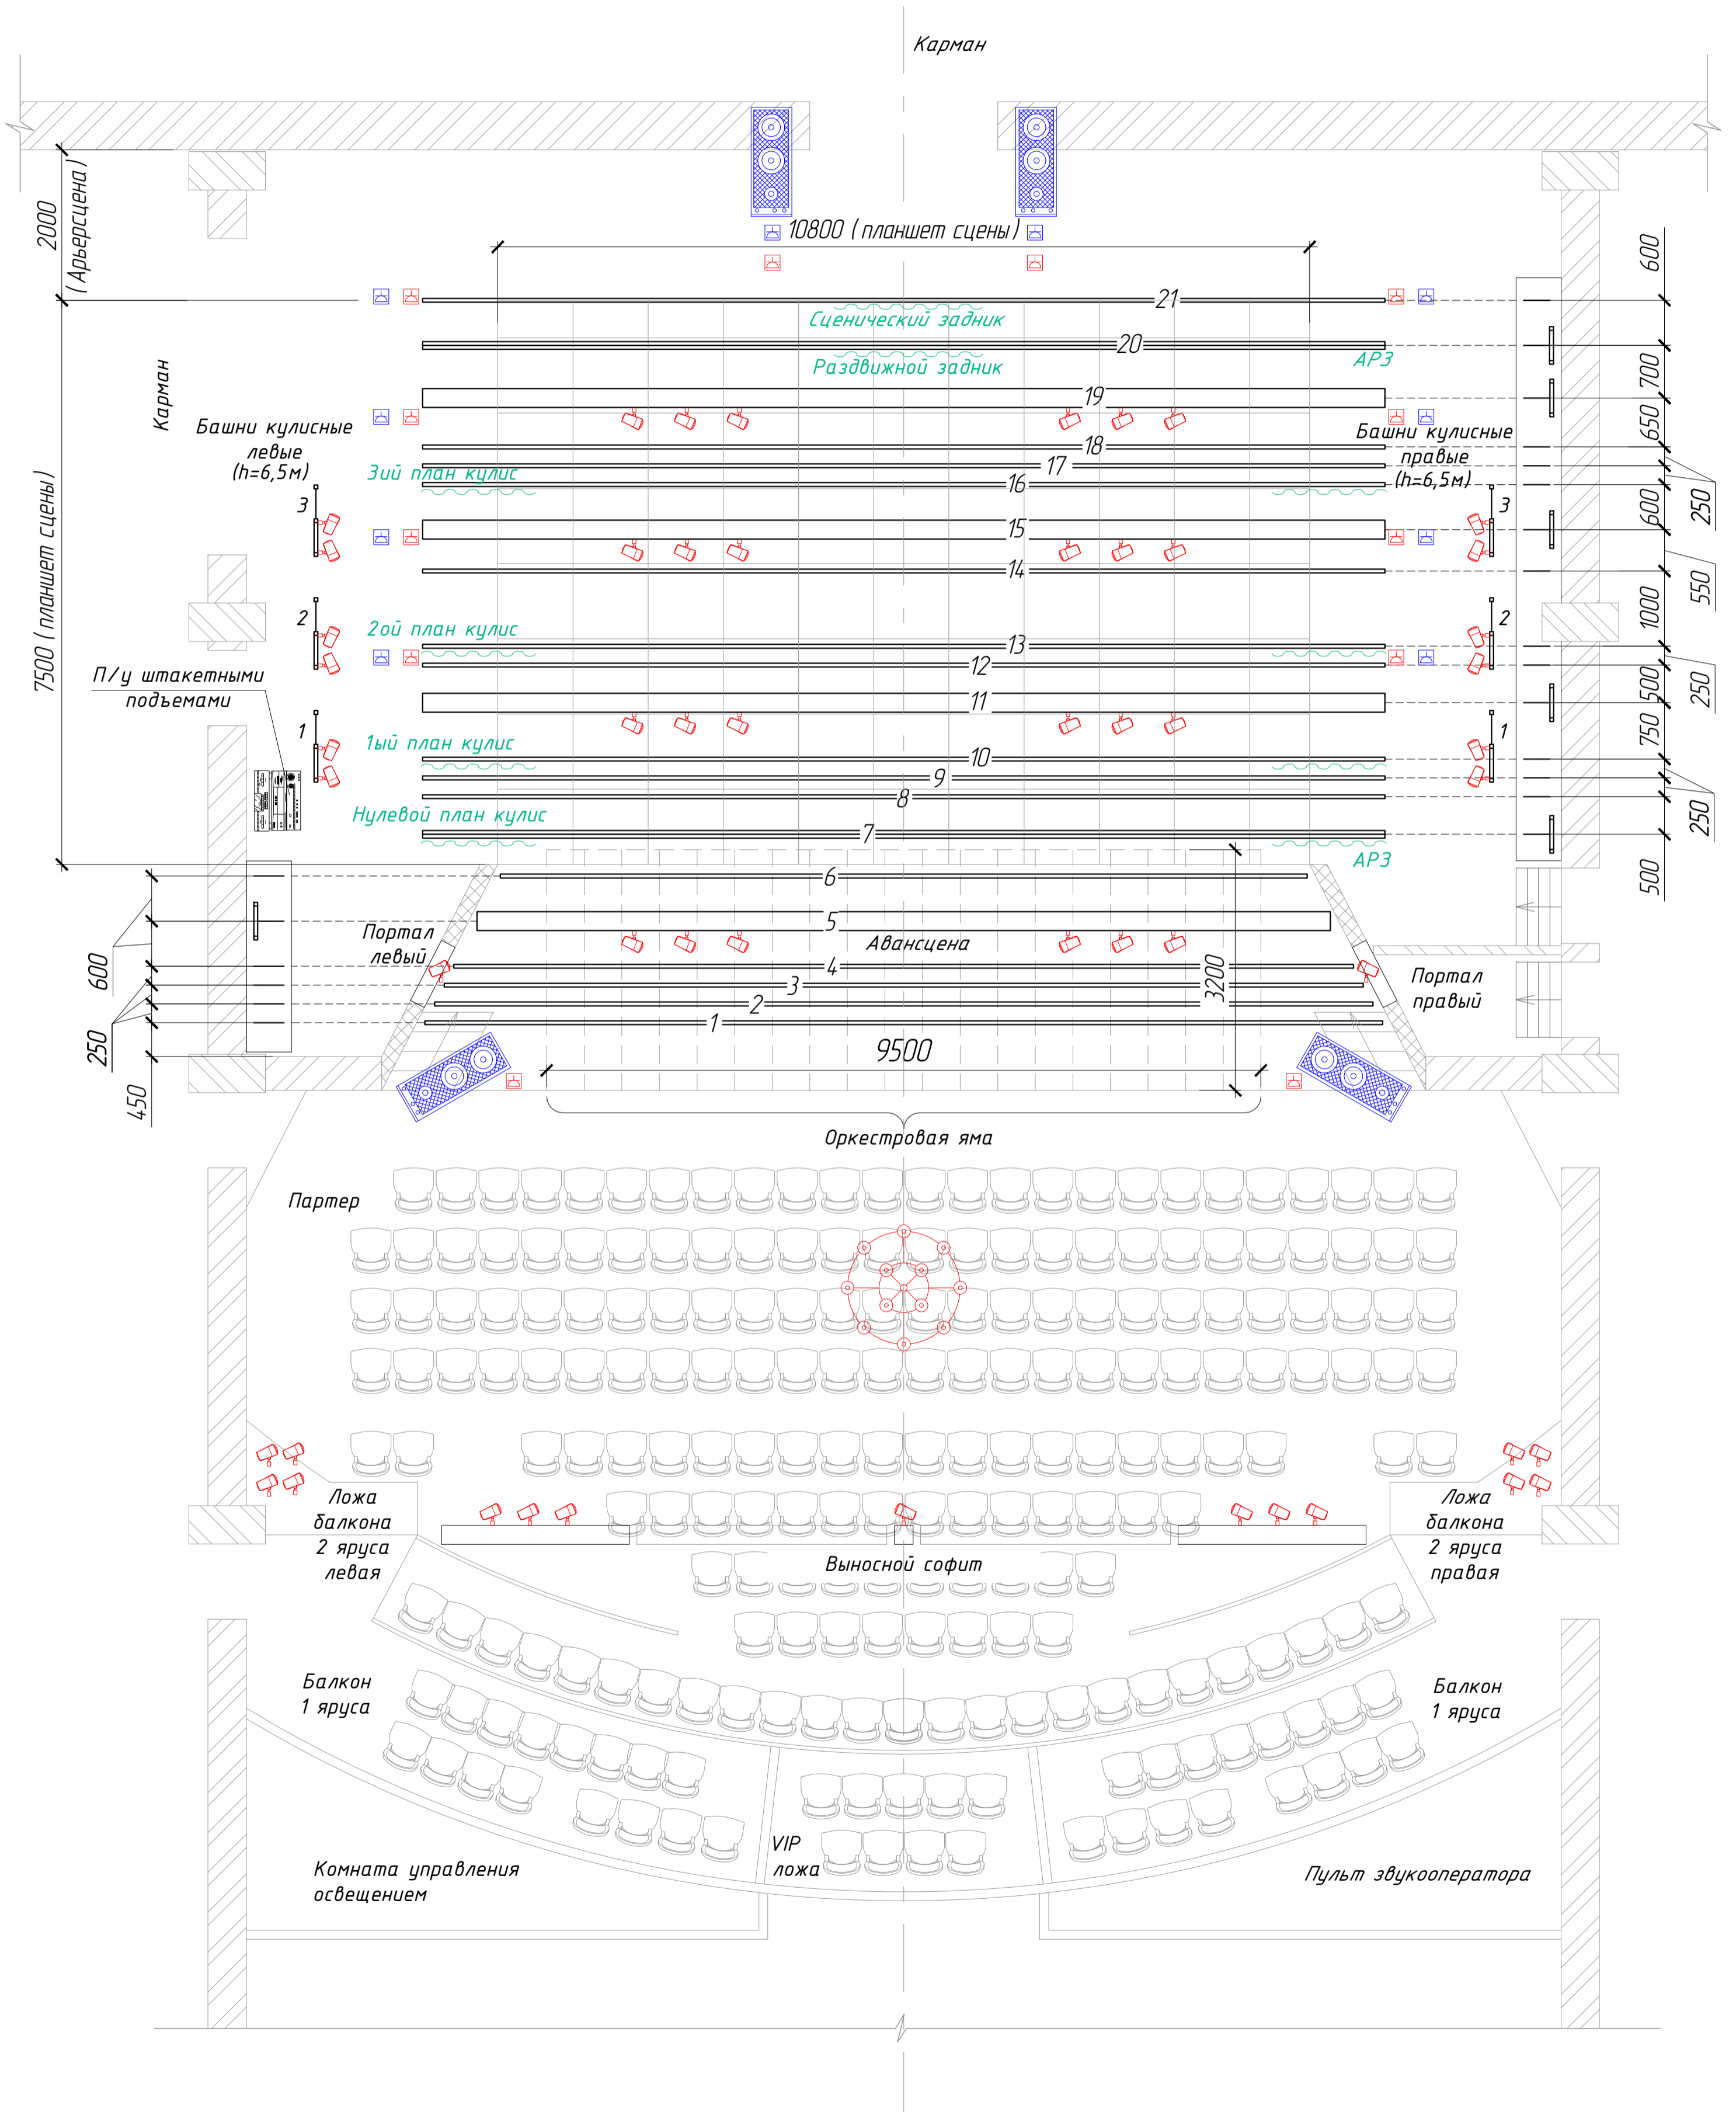 Карман
2000
(Арьерсцена)
10800 (планшет сцены)
600
21
Сценический задник
20
Раздвижной задник
АРЗ
700
Карман
19
650
Башни кулисные
левые
(h=6,5м)
18
Башни кулисные
правые
(h=6,5м)
17
3ий план кулис
16
250
600
3
15
3
14
550
7500 (планшет сцены)
1000
2
2ой план кулис
13
2
12
250
500
П/у штакетными
подъемами
11
750
1
1ый план кулис
10
1
9
8
250
Нулевой план кулис
7
АРЗ
500
6
Портал
левый
5
Авансцена
600
4
3
3200
Портал
правый
2
1
250
9500
450
Оркестровая яма
Партер
Ложа
балкона
2 яруса
левая
Ложа
балкона
2 яруса
правая
Выносной софит
Балкон
1 яруса
Балкон
1 яруса
VIP
ложа
Комната управления
освещением
Пульт звукооператора